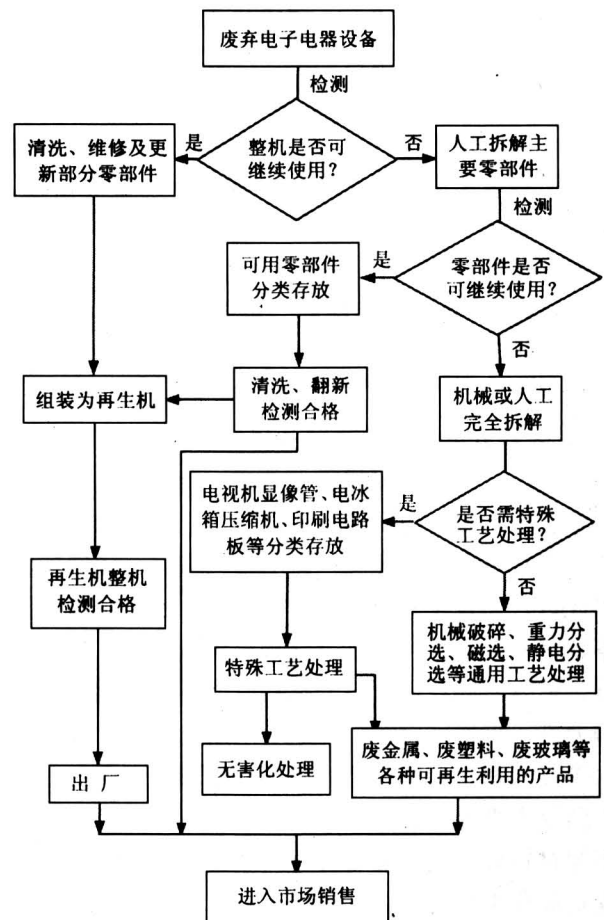 废弃电子电器设备
检测
清洗、维修及更
新部分零部件
是
整机是否可
继续使用?
否
人工拆解主
要零部件
检测
可用零部件
分类存放
是
零部件是否
可继续使用?
否
组装为再生机
清洗、翻新
检测合格
机械或人工
完全拆解
电视机显像管、电冰
箱压缩机、印刷电路
板等分类存放
是
是否需特殊
工艺处理?
否
再生机整机
检测合格
机械破碎、重力分
选、磁选、静电分
选等通用工艺处理
特殊工艺处理
无害化处理
废金属、废塑料、废玻璃等
各种可再生利用的产品
出 厂
进入市场销售